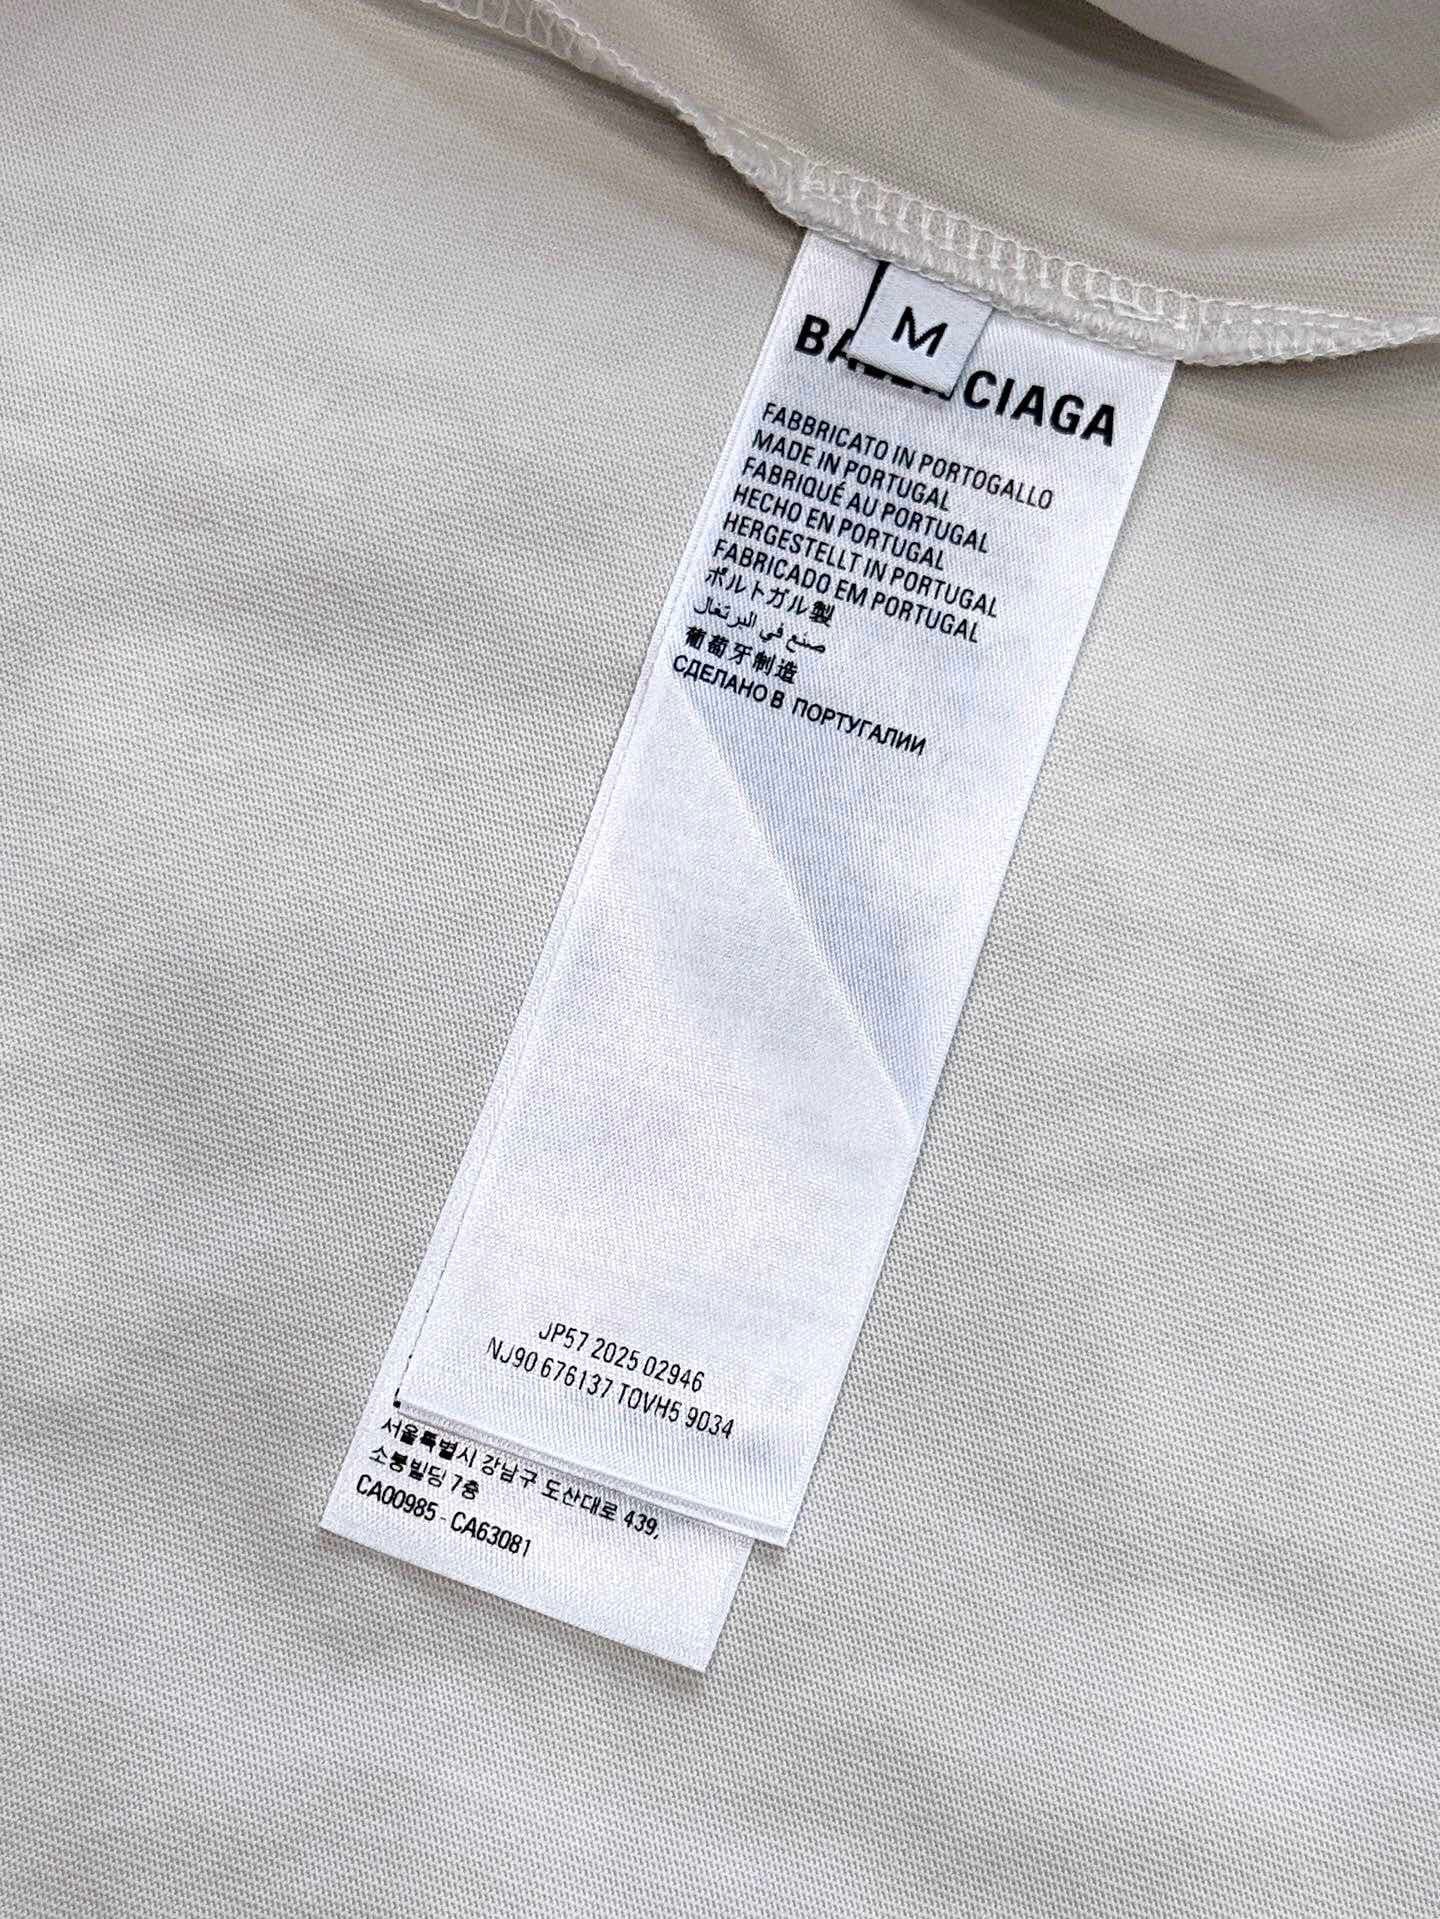 M
BALENCIAGA
FABBRICATO IN PORTOGALLO
MADE IN PORTUGAL
FABRIQUÉ AU PORTUGAL
HECHO EN PORTUGAL
HERGESTELLT IN PORTUGAL
FABRICADO EM PORTUGAL
ポルトガル製
صنع في البرتغال
葡萄牙制造
СДЕЛАНО В ПОРТУГАЛИИ
JP57 2025 02946
NJ90 676137 TOVH5 9034
서울특별시 강남구 도산대로 439,
소봉빌딩 7층
CA00985 - CA63081